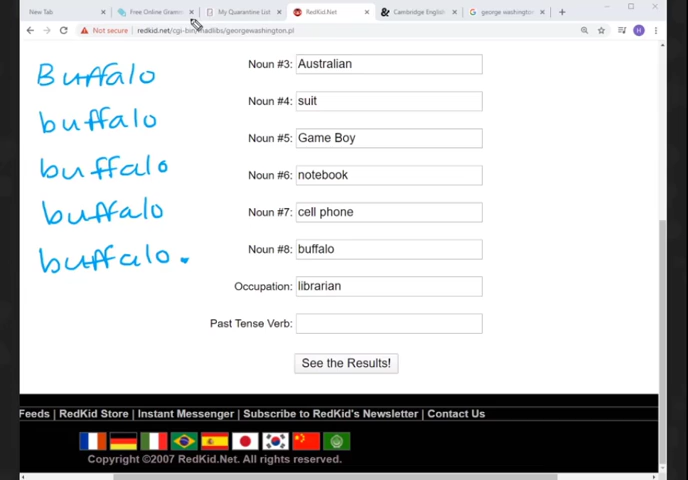 New Tab
Free Online Gramm
My Quarantine List
RedKid.Net
Cambridge English
george washington
Not secure | redkid.net/cgi-bin/madlibs/georgewashington.pl
H
Buffalo
buffalo
buffalo
buffalo
buffalo.
Noun #3: Australian
Noun #4: suit
Noun #5: Game Boy
Noun #6: notebook
Noun #7: cell phone
Noun #8: buffalo
Occupation: librarian
Past Tense Verb:
See the Results!
Feeds | RedKid Store | Instant Messenger | Subscribe to RedKid's Newsletter | Contact Us
Copyright ©2007 RedKid.Net. All rights reserved.